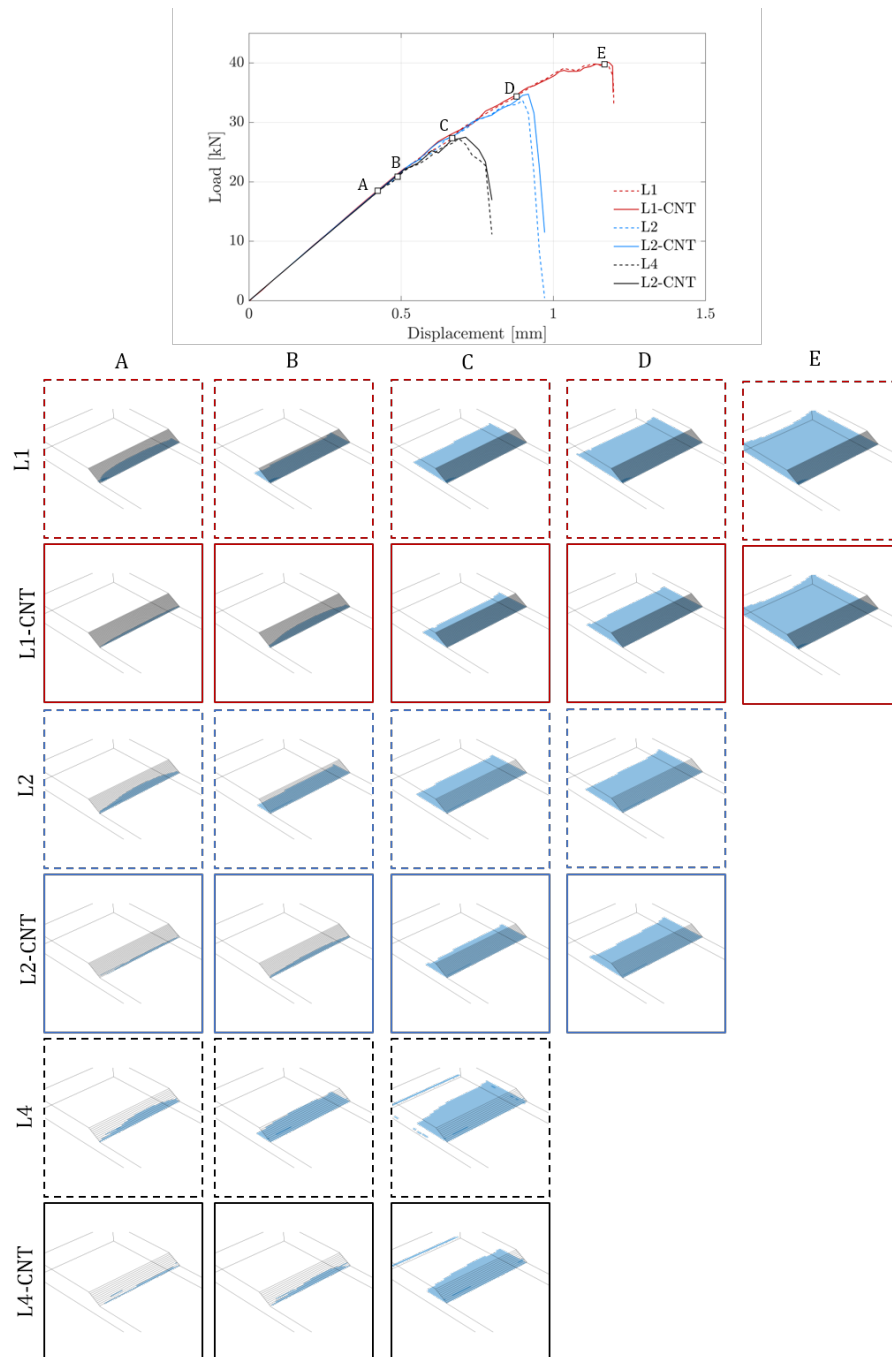 40
30
20
10
0
Load [kN]
A
B
C
D
E
L1
L1-CNT
L2
L2-CNT
L4
L2-CNT
0
0.5
1
1.5
Displacement [mm]
A B C D E
L1
L1-CNT
L2
L2-CNT
L4
L4-CNT